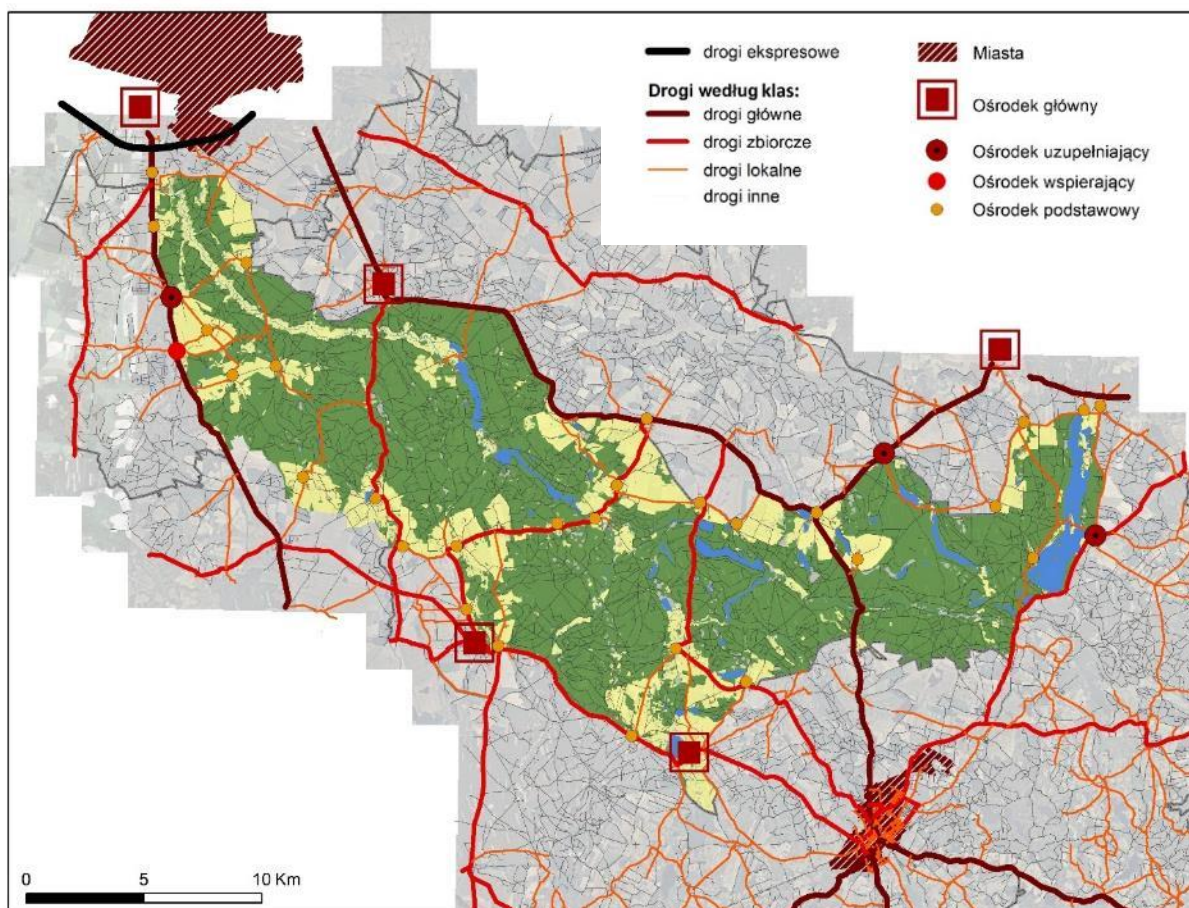 drogi ekspresowe
Drogi według klas:
drogi główne
drogi zbiorcze
drogi lokalne
drogi inne
Miasta
Ośrodek główny
Ośrodek uzupełniający
Ośrodek wspierający
Ośrodek podstawowy
0 5 10 Km